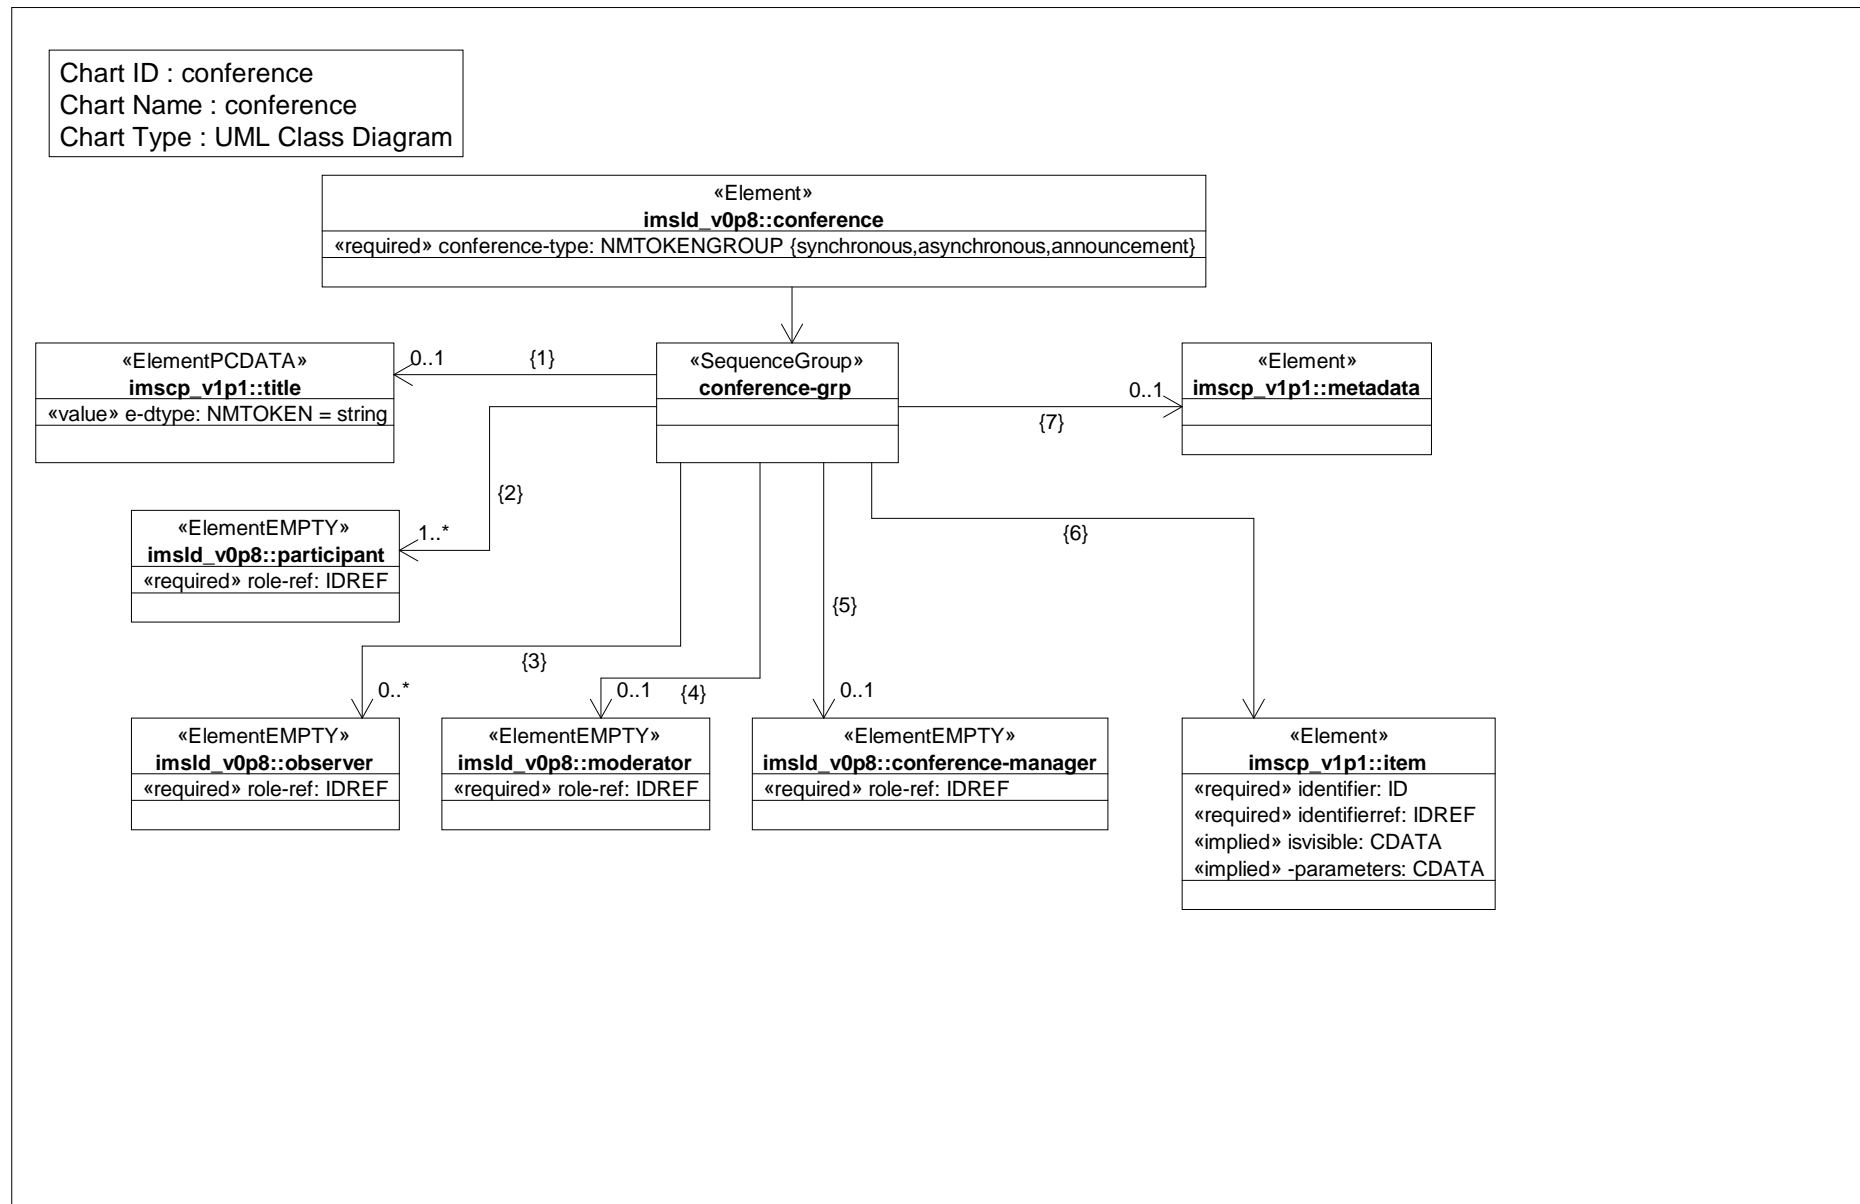 Chart ID : conference
Chart Name : conference
Chart Type : UML Class Diagram
«Element»
imsld_v0p8::conference
«required» conference-type: NMTOKENGROUP {synchronous,asynchronous,announcement}
«ElementPCDATA»
imscp_v1p1::title
«value» e-dtype: NMTOKEN = string
0..1
{1}
«SequenceGroup»
conference-grp
0..1
{7}
«Element»
imscp_v1p1::metadata
{2}
1..*
«ElementEMPTY»
imsld_v0p8::participant
«required» role-ref: IDREF
{6}
{5}
{3}
0..*
0..1
{4}
0..1
«ElementEMPTY»
imsld_v0p8::observer
«required» role-ref: IDREF
«ElementEMPTY»
imsld_v0p8::moderator
«required» role-ref: IDREF
«ElementEMPTY»
imsld_v0p8::conference-manager
«required» role-ref: IDREF
«Element»
imscp_v1p1::item
«required» identifier: ID
«required» identifierref: IDREF
«implied» isvisible: CDATA
«implied» -parameters: CDATA